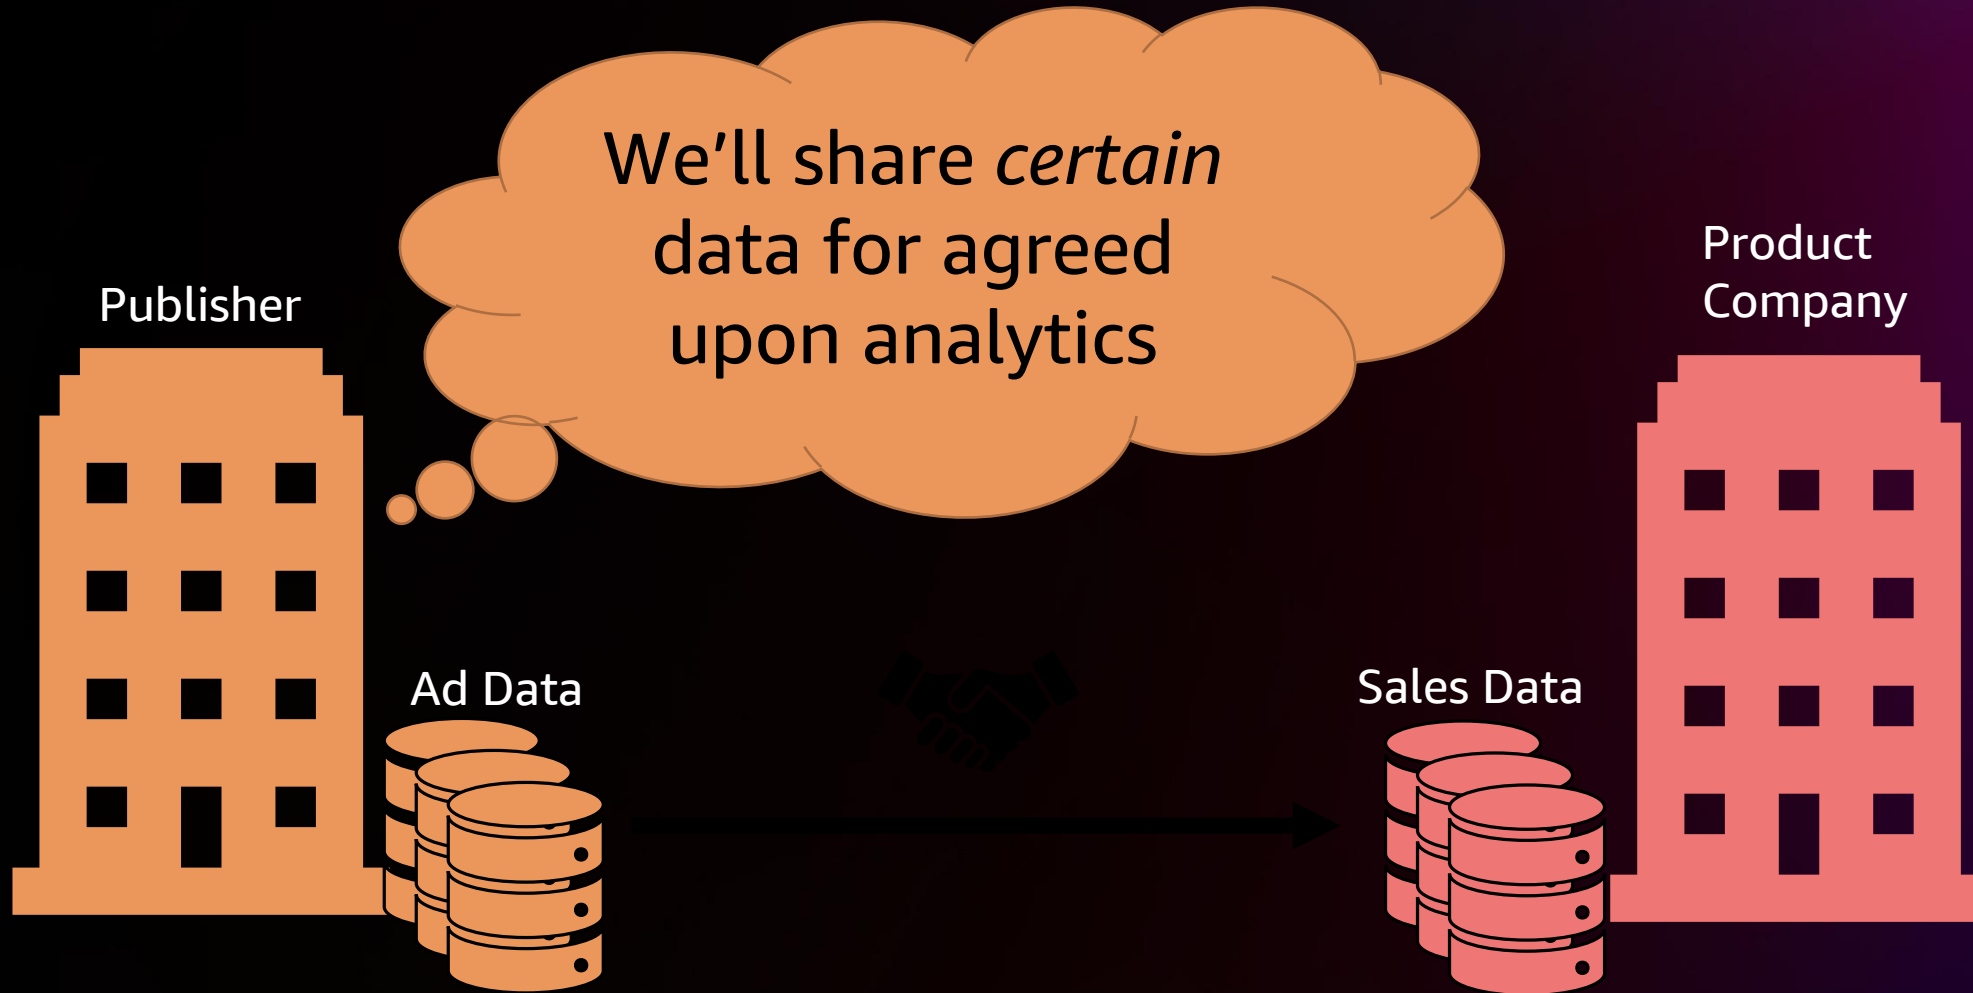 We’ll share certain
data for agreed
upon analytics
Publisher
Product
Company
Ad Data
Sales Data